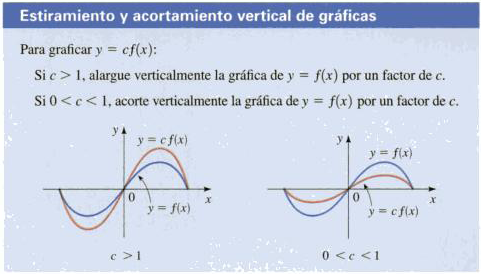 Estiramiento y acortamiento vertical de gráficas
Para graficar y = cf(x):
Si c > 1, alargue verticalmente la gráfica de y = f(x) por un factor de c.
Si 0 < c < 1, acorte verticalmente la gráfica de y = f(x) por un factor de c.
y
y = c f(x)
0
x
y = f(x)
c > 1
y
y = f(x)
0
x
y = c f(x)
0 < c < 1